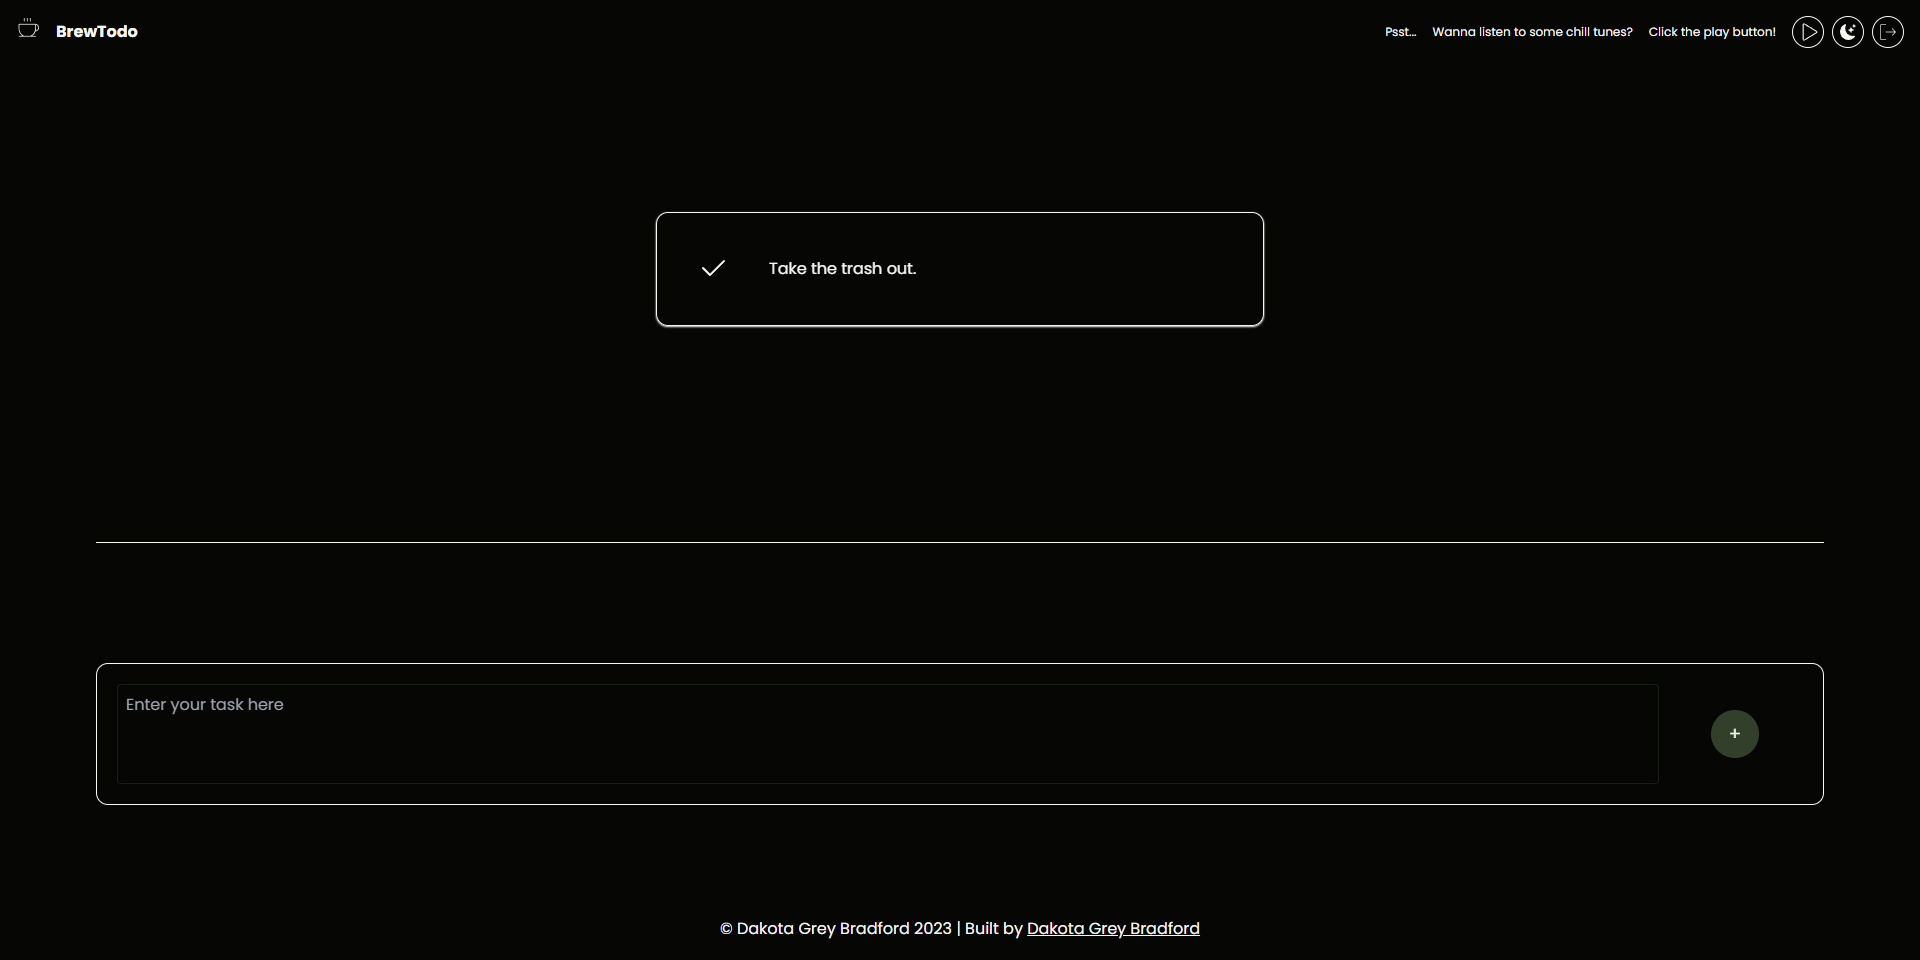 BrewTodo
Psst... Wanna listen to some chill tunes? Click the play button!
Take the trash out.
Enter your task here
+
© Dakota Grey Bradford 2023 | Built by Dakota Grey Bradford